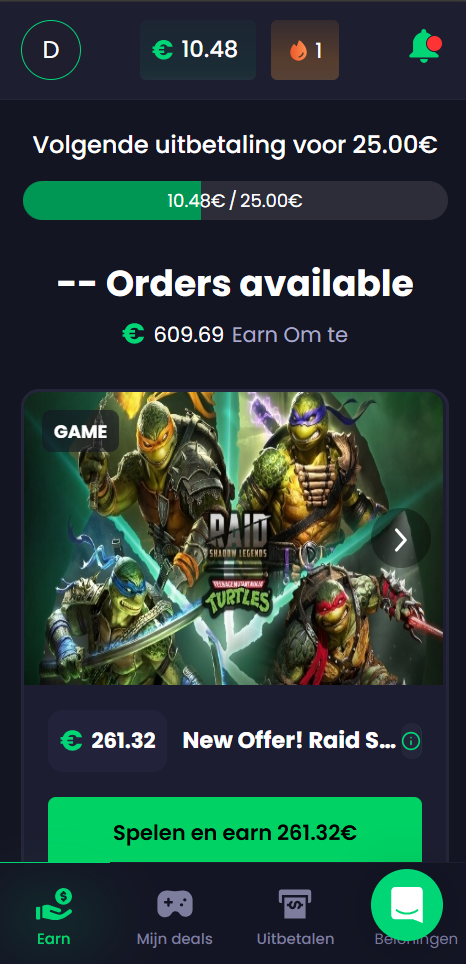 D
€ 10.48
1
Volgende uitbetaling voor 25.00€
10.48€ / 25.00€
-- Orders available
€ 609.69 Earn Om te
GAME
RAID
SHADOW LEGENDS
TEENAGE MUTANT NINJA
TURTLES
€ 261.32 New Offer! Raid S...
Spelen en earn 261.32€
Earn
Mijn deals
Uitbetalen